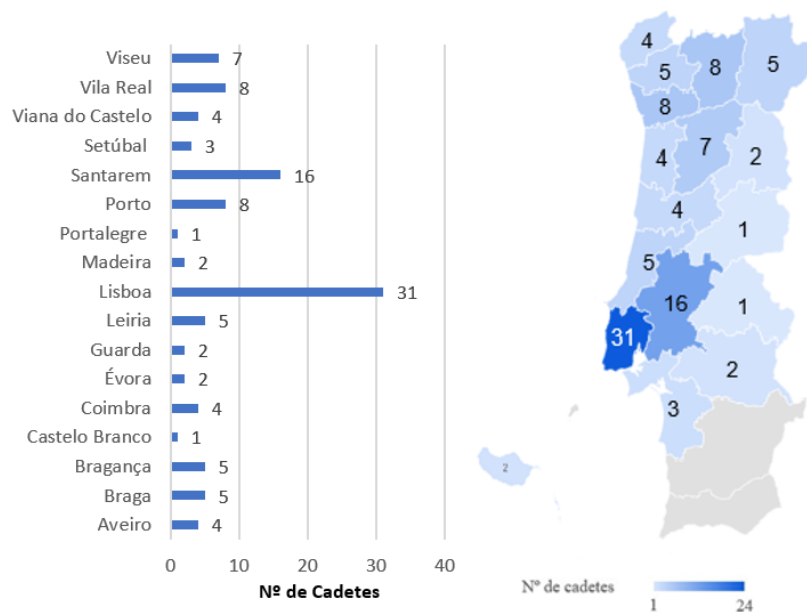 Viseu 7
Vila Real 8
Viana do Castelo 4
Setúbal 3
Santarem 16
Porto 8
Portalegre 1
Madeira 2
Lisboa 31
Leiria 5
Guarda 2
Évora 2
Coimbra 4
Castelo Branco 1
Bragança 5
Braga 5
Aveiro 4
0 10 20 30 40
Nº de Cadetes
4
5 8 5
8
4 7 2
4
1
5
16 1
31
2
3
2
Nº de cadetes
1 24